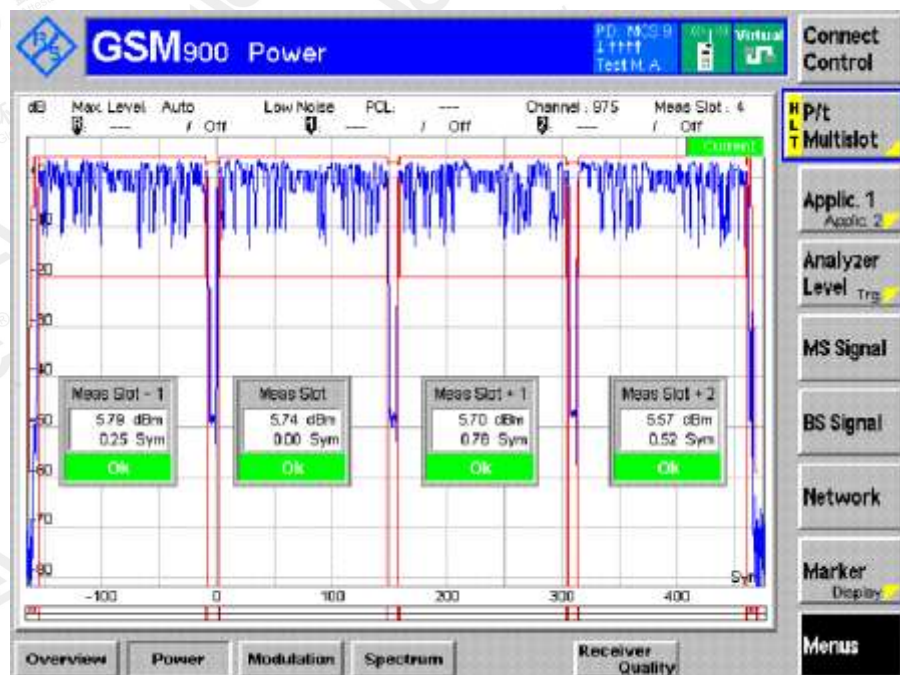 R&S
GSM900 Power
PD: MCS 9
Test M. A
Virtual
Connect Control
dB Max. Level: Auto Low Noise PCL: --- Channel : 975 Meas Slot : 4
--- / Off 1 --- / Off 2 --- / Off
Current
H L T
P/t Multislot
Applic. 1
Applic. 2
Analyzer Level Trg
MS Signal
BS Signal
Network
Marker
Display
Menus
-10
-20
-30
-40
-50
-60
-70
-80
Meas Slot - 1
5.79 dBm
0.25 Sym
Ok
Meas Slot
5.74 dBm
0.00 Sym
Ok
Meas Slot + 1
5.70 dBm
0.78 Sym
Ok
Meas Slot + 2
5.57 dBm
0.52 Sym
Ok
Sym
-100 0 100 200 300 400
Overview Power Modulation Spectrum Receiver Quality